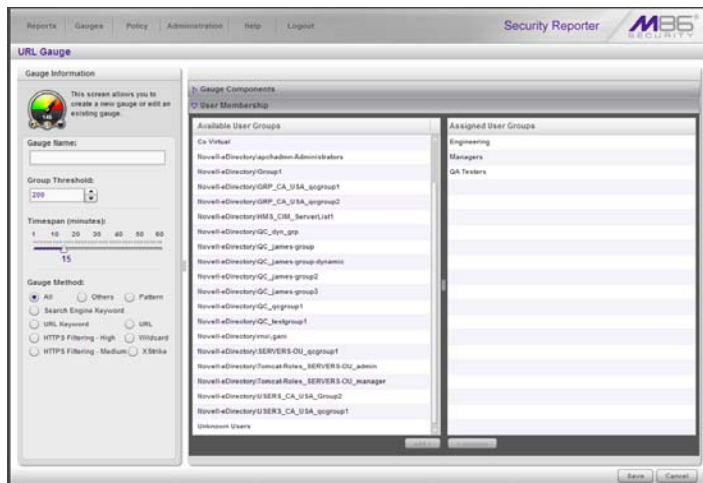 Reports Gauges Policy Administration Help Logout
Security Reporter
M86
SECURITY
URL Gauge
Gauge Information
This screen allows you to
create a new gauge or edit an
existing gauge.
Gauge Name:
Group Threshold:
200
Timespan (minutes):
1 10 20 30 40 50 60
15
Gauge Method:
All Others Pattern
Search Engine Keyword
URL Keyword URL
HTTPS Filtering - High Wildcard
HTTPS Filtering - Medium XStrike
Gauge Components
User Membership
Available User Groups
Co Virtual
Novell-eDirectory\apchadmn-Administrators
Novell-eDirectory\Group1
Novell-eDirectory\GRP_CA_USA_qcgroup1
Novell-eDirectory\GRP_CA_USA_qcgroup2
Novell-eDirectory\HMS_CIM_ServerList1
Novell-eDirectory\QC_dyn_grp
Novell-eDirectory\QC_james-group
Novell-eDirectory\QC_james-group-dynamic
Novell-eDirectory\QC_james-group2
Novell-eDirectory\QC_james-group3
Novell-eDirectory\QC_qcgroup1
Novell-eDirectory\QC_testgroup1
Novell-eDirectory\SERVERS-OU_qcgroup1
Novell-eDirectory\Tomcat-Roles_SERVERS-OU_admin
Novell-eDirectory\Tomcat-Roles_SERVERS-OU_manager
Novell-eDirectory\USERS_CA_USA_Group2
Novell-eDirectory\USERS_CA_USA_qcgroup1
Unknown Users
Assigned User Groups
Engineering
Managers
QA Testers
Save Cancel